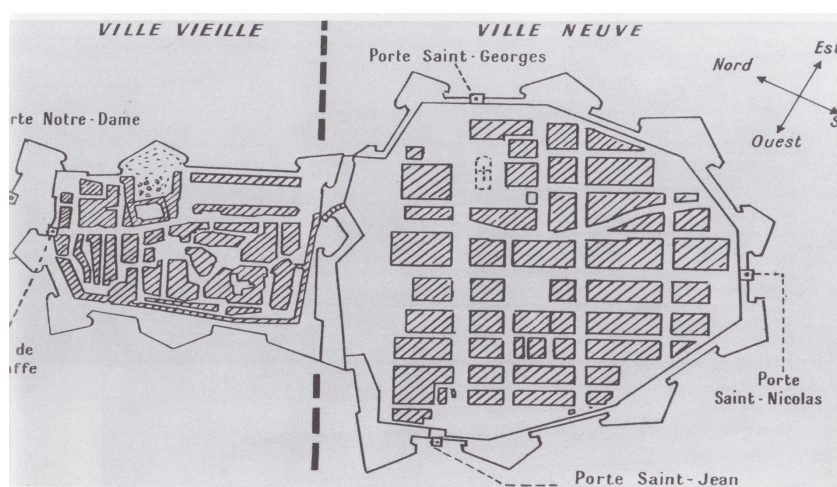 VILLE VIEILLE
VILLE NEUVE
Porte Saint-Georges
Est
Nord
S
Ouest
rte Notre-Dame
de
affe
Porte
Saint-Nicolas
Porte Saint-Jean